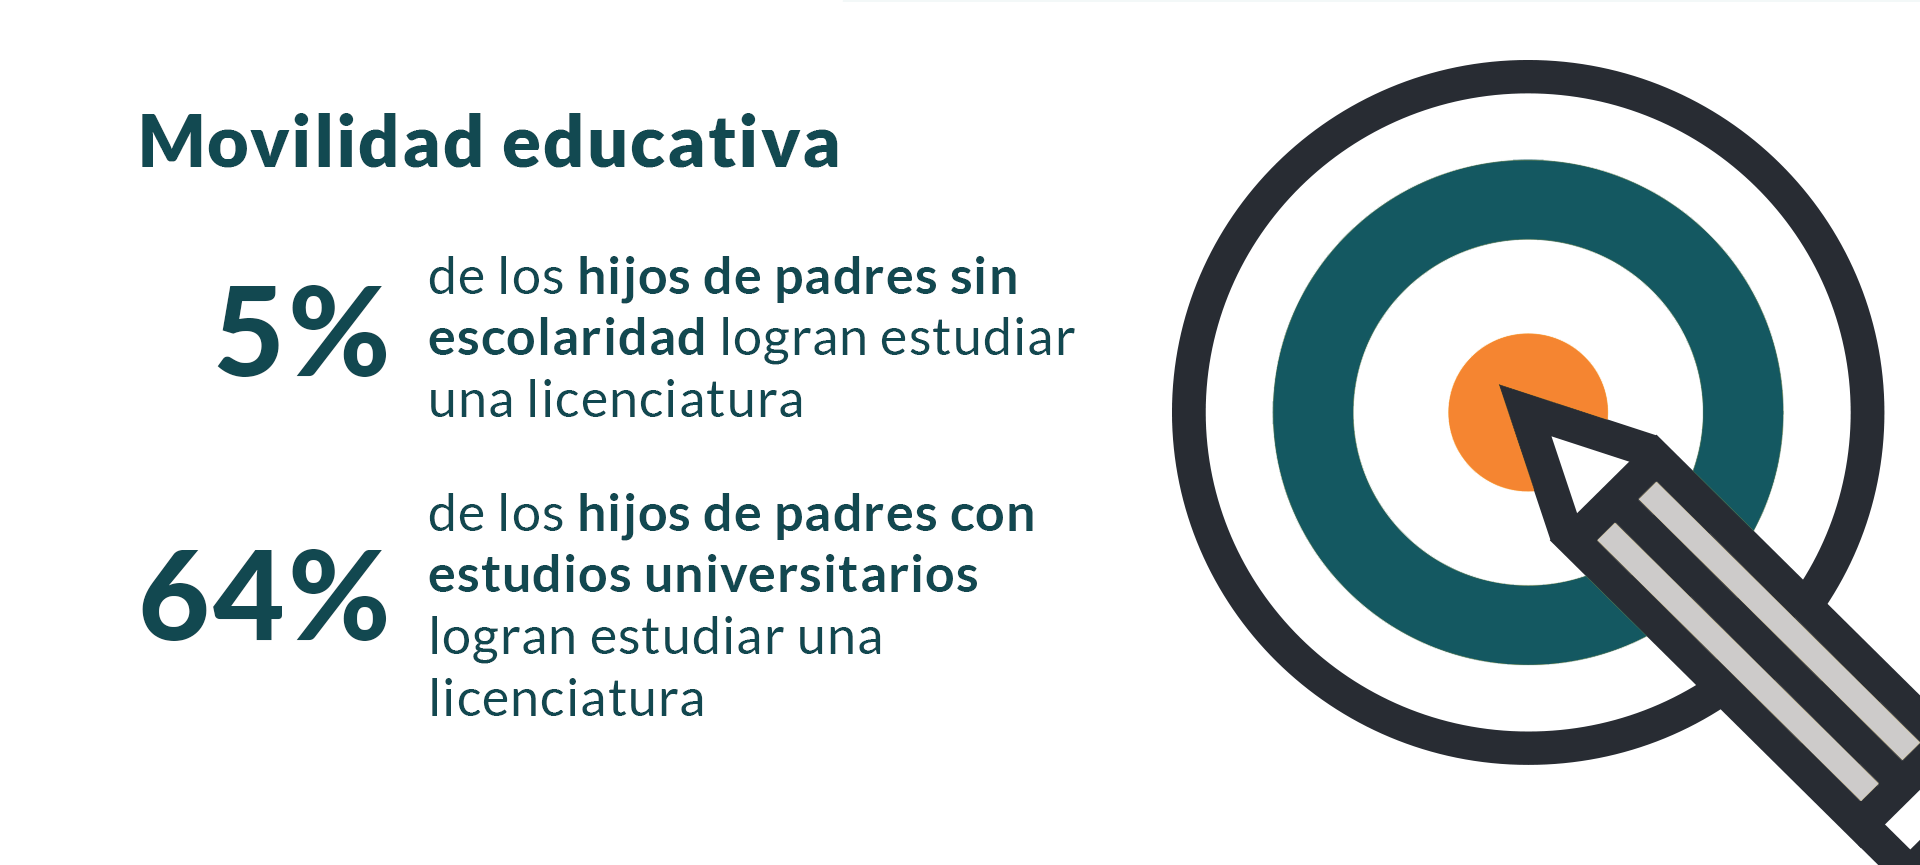 Movilidad educativa
5%
de los hijos de padres sin
escolaridad logran estudiar
una licenciatura
64%
de los hijos de padres con
estudios universitarios
logran estudiar una
licenciatura